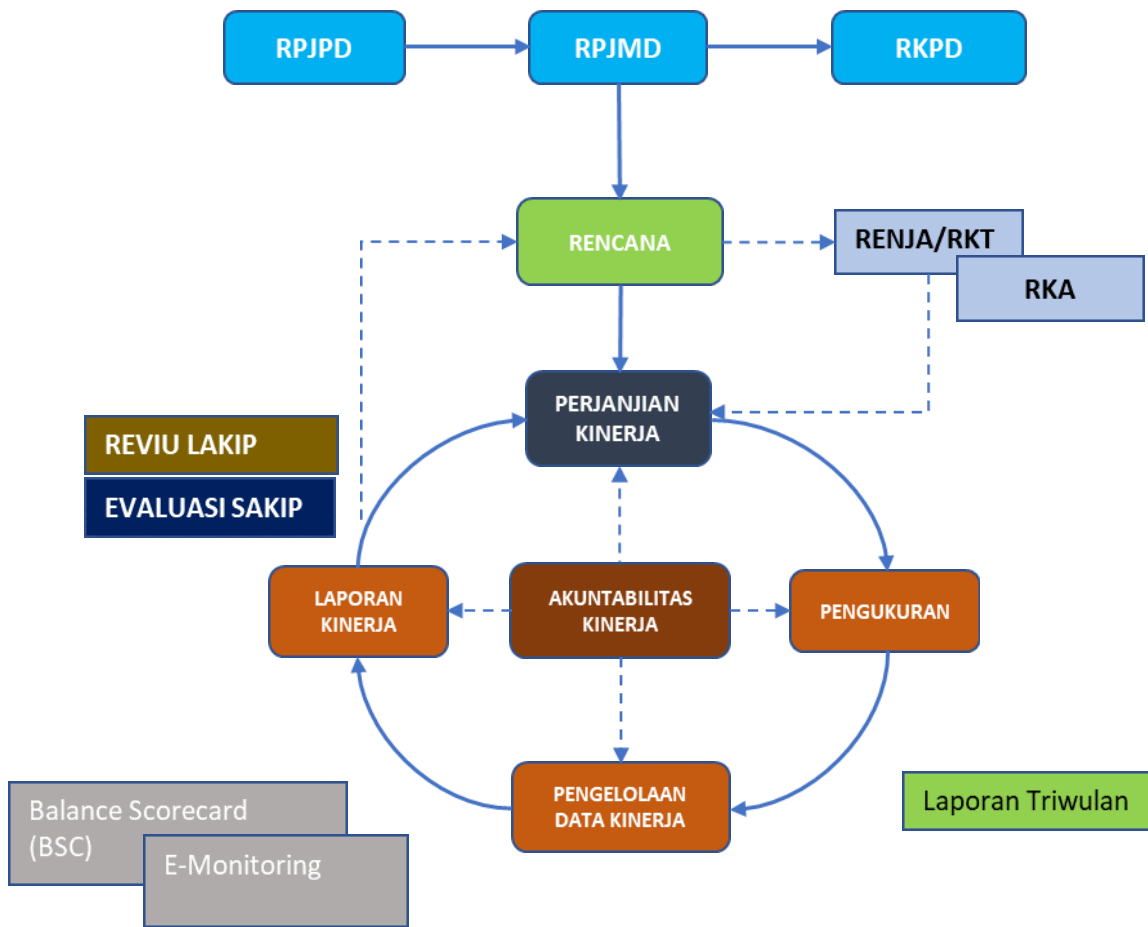 RPJPD
RPJMD
RKPD
RENCANA
RENJA/RKT
RKA
PERJANJIAN
KINERJA
REVIU LAKIP
EVALUASI SAKIP
LAPORAN
KINERJA
AKUNTABILITAS
KINERJA
PENGUKURAN
PENGELOLAAN
DATA KINERJA
Balance Scorecard
(BSC)
E-Monitoring
Laporan Triwulan